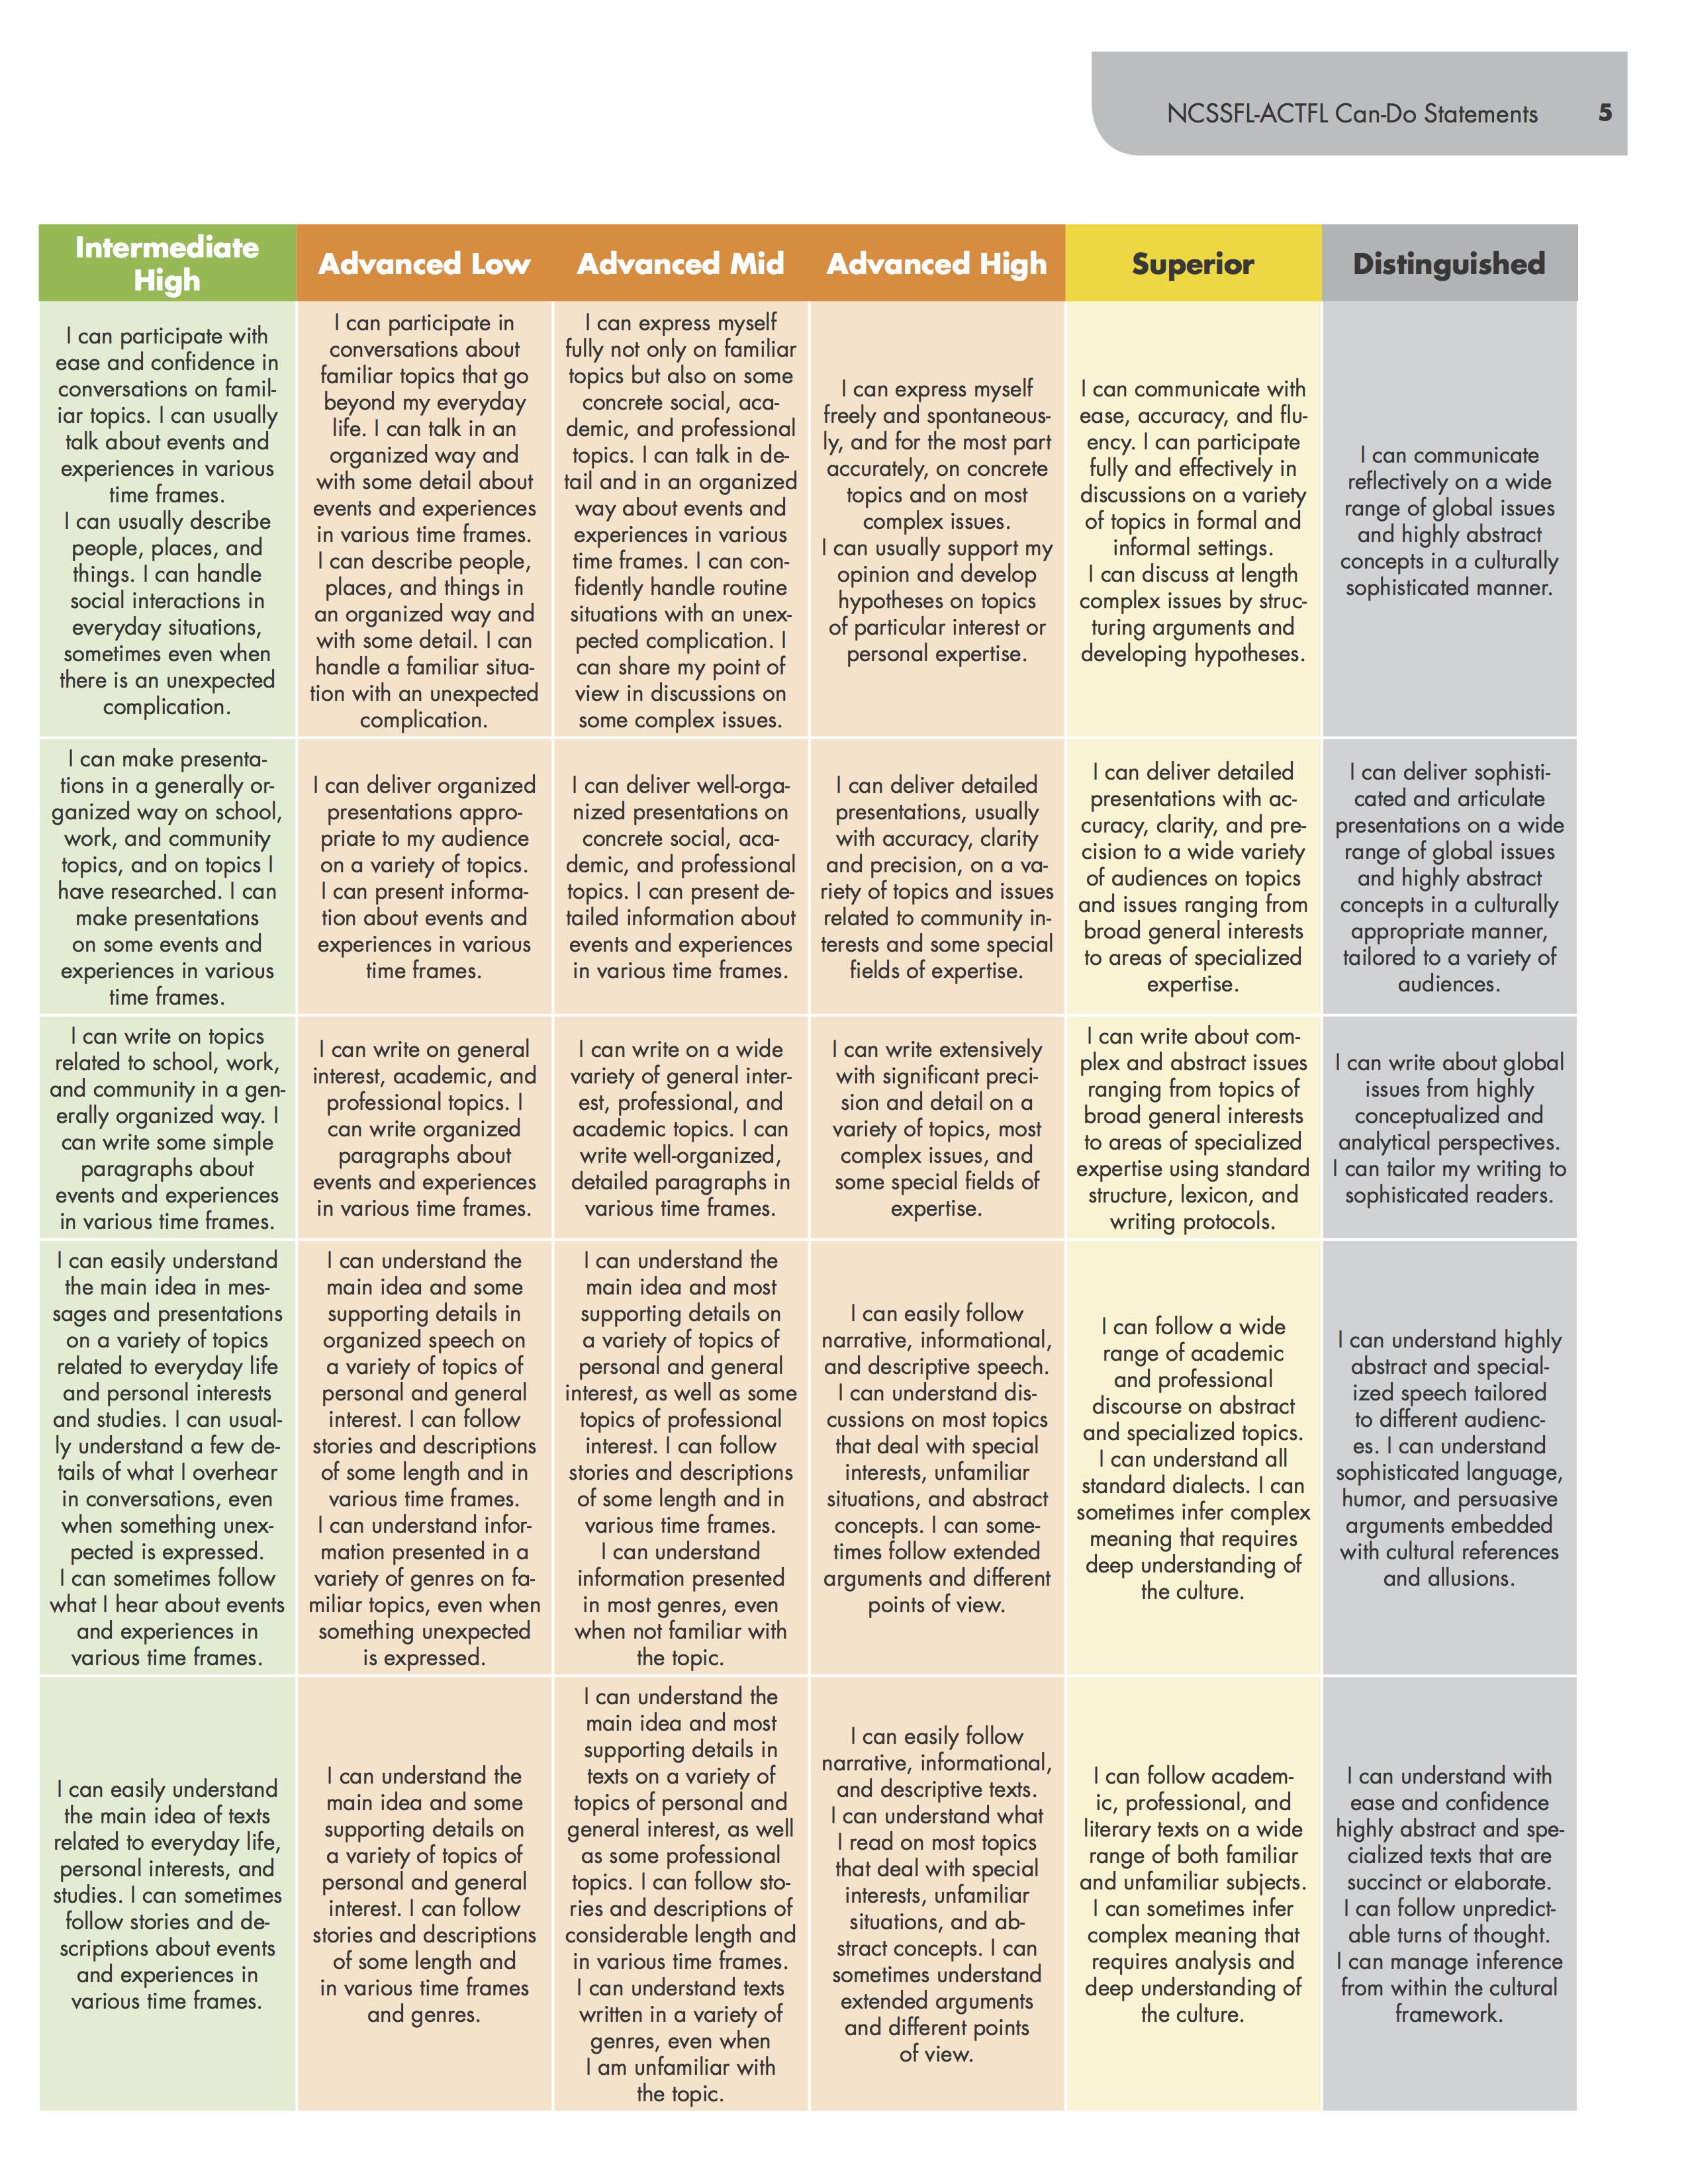 NCSSFL-ACTFL Can-Do Statements 5
Intermediate
High
Advanced Low
Advanced Mid
Advanced High
Superior
Distinguished
I can participate with
ease and confidence in
conversations on famil-
iar topics. I can usually
talk about events and
experiences in various
time frames.
I can usually describe
people, places, and
things. I can handle
social interactions in
everyday situations,
sometimes even when
there is an unexpected
complication.
I can participate in
conversations about
familiar topics that go
beyond my everyday
life. I can talk in an
organized way and
with some detail about
events and experiences
in various time frames.
I can describe people,
places, and things in
an organized way and
with some detail. I can
handle a familiar situa-
tion with an unexpected
complication.
I can express myself
fully not only on familiar
topics but also on some
concrete social, aca-
demic, and professional
topics. I can talk in de-
tail and in an organized
way about events and
experiences in various
time frames. I can con-
fidently handle routine
situations with an unex-
pected complication. I
can share my point of
view in discussions on
some complex issues.
I can express myself
freely and spontaneous-
ly, and for the most part
accurately, on concrete
topics and on most
complex issues.
I can usually support my
opinion and develop
hypotheses on topics
of particular interest or
personal expertise.
I can communicate with
ease, accuracy, and flu-
ency. I can participate
fully and effectively in
discussions on a variety
of topics in formal and
informal settings.
I can discuss at length
complex issues by struc-
turing arguments and
developing hypotheses.
I can communicate
reflectively on a wide
range of global issues
and highly abstract
concepts in a culturally
sophisticated manner.
I can make presenta-
tions in a generally or-
ganized way on school,
work, and community
topics, and on topics I
have researched. I can
make presentations
on some events and
experiences in various
time frames.
I can deliver organized
presentations appro-
priate to my audience
on a variety of topics.
I can present informa-
tion about events and
experiences in various
time frames.
I can deliver well-orga-
nized presentations on
concrete social, aca-
demic, and professional
topics. I can present de-
tailed information about
events and experiences
in various time frames.
I can deliver detailed
presentations, usually
with accuracy, clarity
and precision, on a va-
riety of topics and issues
related to community in-
terests and some special
fields of expertise.
I can deliver detailed
presentations with ac-
curacy, clarity, and pre-
cision to a wide variety
of audiences on topics
and issues ranging from
broad general interests
to areas of specialized
expertise.
I can deliver sophisti-
cated and articulate
presentations on a wide
range of global issues
and highly abstract
concepts in a culturally
appropriate manner,
tailored to a variety of
audiences.
I can write on topics
related to school, work,
and community in a gen-
erally organized way. I
can write some simple
paragraphs about
events and experiences
in various time frames.
I can write on general
interest, academic, and
professional topics. I
can write organized
paragraphs about
events and experiences
in various time frames.
I can write on a wide
variety of general inter-
est, professional, and
academic topics. I can
write well-organized,
detailed paragraphs in
various time frames.
I can write extensively
with significant preci-
sion and detail on a
variety of topics, most
complex issues, and
some special fields of
expertise.
I can write about com-
plex and abstract issues
ranging from topics of
broad general interests
to areas of specialized
expertise using standard
structure, lexicon, and
writing protocols.
I can write about global
issues from highly
conceptualized and
analytical perspectives.
I can tailor my writing to
sophisticated readers.
I can easily understand
the main idea in mes-
sages and presentations
on a variety of topics
related to everyday life
and personal interests
and studies. I can usual-
ly understand a few de-
tails of what I overhear
in conversations, even
when something unex-
pected is expressed.
I can sometimes follow
what I hear about events
and experiences in
various time frames.
I can understand the
main idea and some
supporting details in
organized speech on
a variety of topics of
personal and general
interest. I can follow
stories and descriptions
of some length and in
various time frames.
I can understand infor-
mation presented in a
variety of genres on fa-
miliar topics, even when
something unexpected
is expressed.
I can understand the
main idea and most
supporting details on
a variety of topics of
personal and general
interest, as well as some
topics of professional
interest. I can follow
stories and descriptions
of some length and in
various time frames.
I can understand
information presented
in most genres, even
when not familiar with
the topic.
I can easily follow
narrative, informational,
and descriptive speech.
I can understand dis-
cussions on most topics
that deal with special
interests, unfamiliar
situations, and abstract
concepts. I can some-
times follow extended
arguments and different
points of view.
I can follow a wide
range of academic
and professional
discourse on abstract
and specialized topics.
I can understand all
standard dialects. I can
sometimes infer complex
meaning that requires
deep understanding of
the culture.
I can understand highly
abstract and special-
ized speech tailored
to different audienc-
es. I can understand
sophisticated language,
humor, and persuasive
arguments embedded
with cultural references
and allusions.
I can easily understand
the main idea of texts
related to everyday life,
personal interests, and
studies. I can sometimes
follow stories and de-
scriptions about events
and experiences in
various time frames.
I can understand the
main idea and some
supporting details on
a variety of topics of
personal and general
interest. I can follow
stories and descriptions
of some length and
in various time frames
and genres.
I can understand the
main idea and most
supporting details in
texts on a variety of
topics of personal and
general interest, as well
as some professional
topics. I can follow sto-
ries and descriptions of
considerable length and
in various time frames.
I can understand texts
written in a variety of
genres, even when
I am unfamiliar with
the topic.
I can easily follow
narrative, informational,
and descriptive texts.
I can understand what
I read on most topics
that deal with special
interests, unfamiliar
situations, and ab-
stract concepts. I can
sometimes understand
extended arguments
and different points
of view.
I can follow academ-
ic, professional, and
literary texts on a wide
range of both familiar
and unfamiliar subjects.
I can sometimes infer
complex meaning that
requires analysis and
deep understanding of
the culture.
I can understand with
ease and confidence
highly abstract and spe-
cialized texts that are
succinct or elaborate.
I can follow unpredict-
able turns of thought.
I can manage inference
from within the cultural
framework.